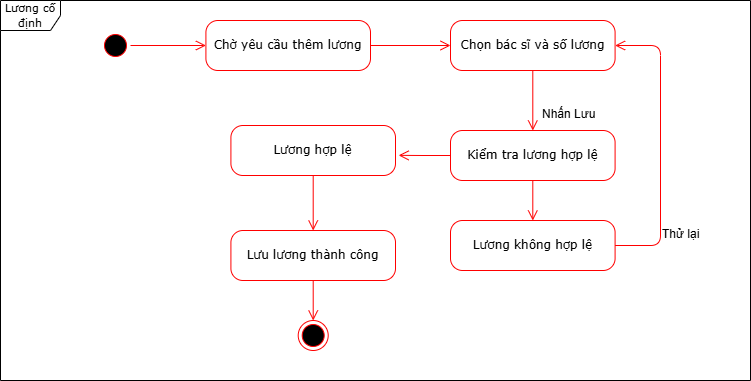 Lương cố
định
Chờ yêu cầu thêm lương
Chọn bác sĩ và số lương
Nhấn Lưu
Lương hợp lệ
Kiểm tra lương hợp lệ
Lương không hợp lệ
Thử lại
Lưu lương thành công